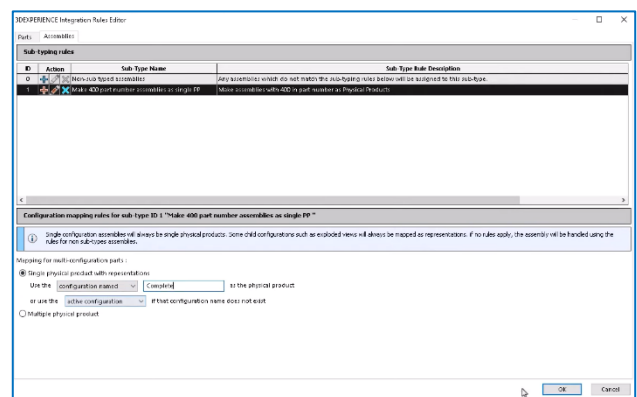 3DEXPERIENCE Integration Rules Editor
Parts Assemblies
Sub-typing rules
ID Action Sub-Type Name Sub-Type Rule Description
0 Non-sub typed assemblies Any assemblies which do not match the sub-typing rules below will be assigned to this sub-type.
1 Make 400 part number assemblies as single PP Make assemblies with 400 in part number as Physical Products
Configuration mapping rules for sub-type ID 1 "Make 400 part number assemblies as single PP "
Single configuration assemblies will always be single physical products. Some child configurations such as exploded views will always be mapped as representations. if no rules apply, the assembly will be handled using the
rules for non sub-types assemblies.
Mapping for multi-configuration parts :
Single physical product with representations
Use the configuration named Complete as the physical product
or use the active configuration if that configuration name does not exist
Multiple physical product
OK Cancel